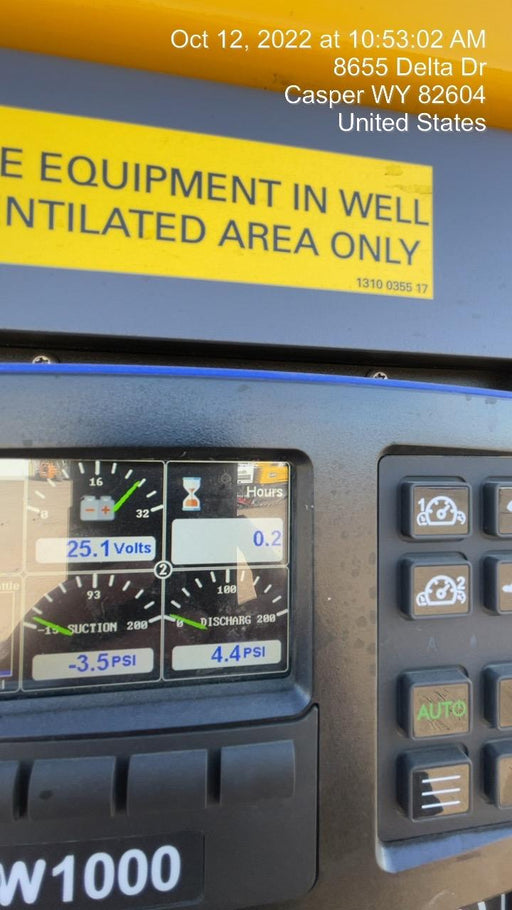 Oct 12, 2022 at 10:53:02 AM
8655 Delta Dr
Casper WY 82604
United States
E EQUIPMENT IN WELL
NTILATED AREA ONLY
1310 0355 17
16
0
32
25.1 Volts
Hours
0.2
2
93
-15 SUCTION 200
-3.5 PSI
100
0 DISCHARG 200
4.4 PSI
1
2
AUTO
W1000